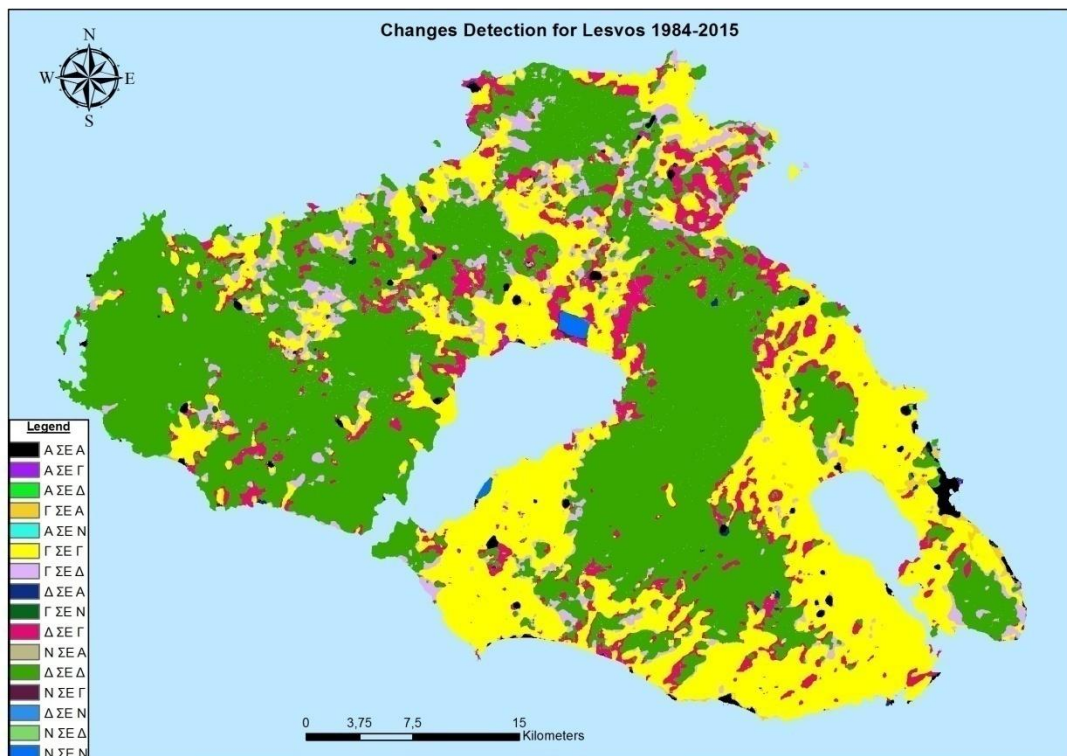 Changes Detection for Lesvos 1984-2015
N
W E
S
Legend
Α ΣΕ Α
Α ΣΕ Γ
Α ΣΕ Δ
Γ ΣΕ Α
Α ΣΕ Ν
Γ ΣΕ Γ
Γ ΣΕ Δ
Δ ΣΕ Α
Γ ΣΕ Ν
Δ ΣΕ Γ
Ν ΣΕ Α
Δ ΣΕ Δ
Ν ΣΕ Γ
Δ ΣΕ Ν
Ν ΣΕ Δ
Ν ΣΕ Ν
0 3,75 7,5 15
Kilometers